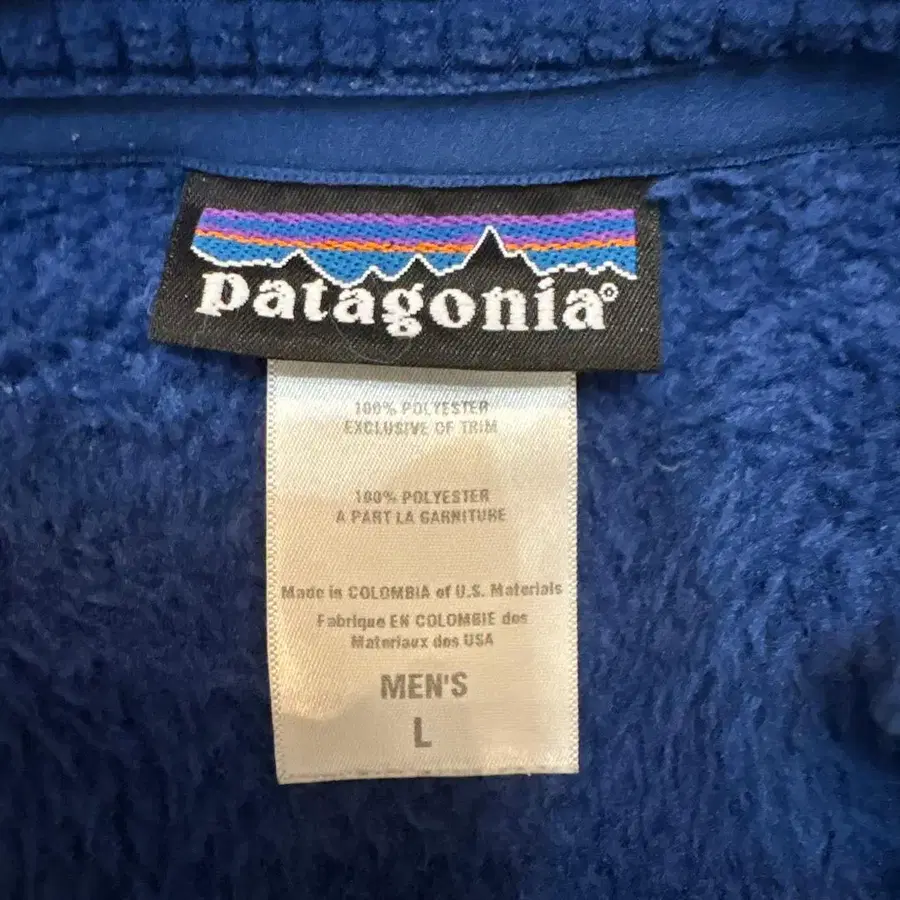 patagonia®
100% POLYESTER
EXCLUSIVE OF TRIM
100% POLYESTER
A PART LA GARNITURE
Made in COLOMBIA of U.S. Materials
Fabrique EN COLOMBIE des
Materiaux des USA
MEN'S
L